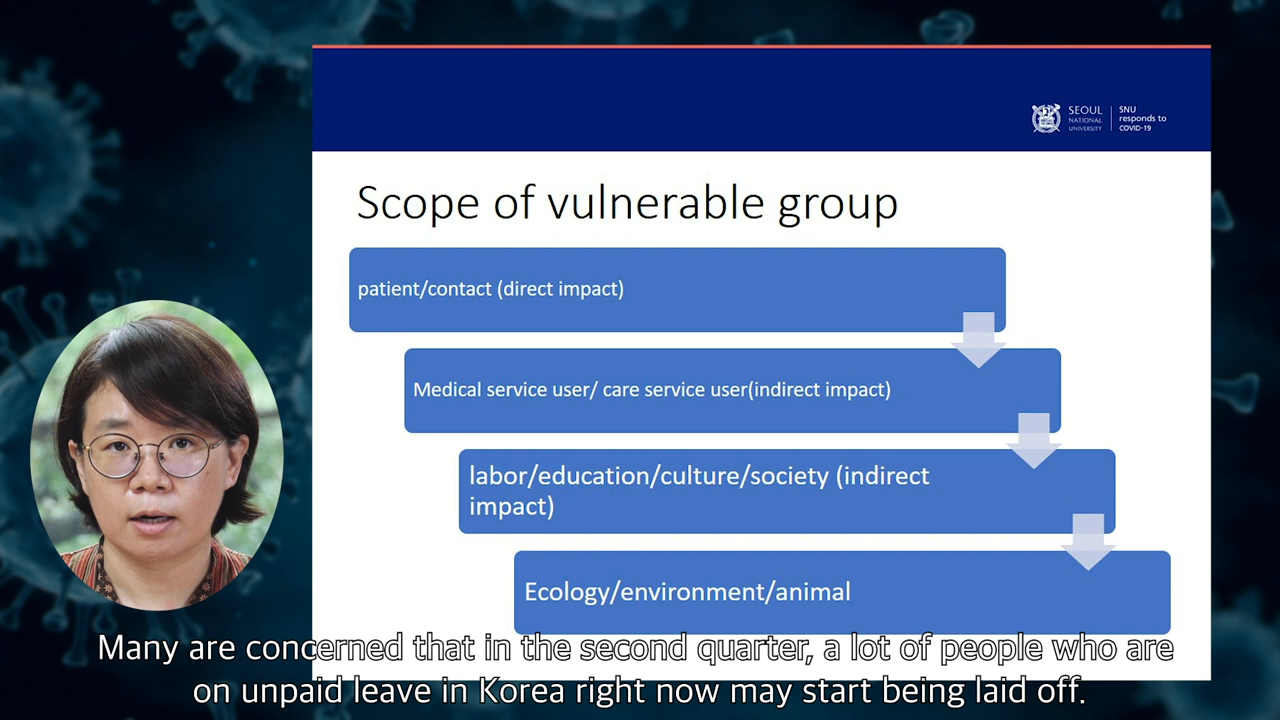 SEOUL
NATIONAL
UNIVERSITY
SNU
responds to
COVID-19
Scope of vulnerable group
patient/contact (direct impact)
Medical service user/ care service user(indirect impact)
labor/education/culture/society (indirect
impact)
Ecology/environment/animal
Many are concerned that in the second quarter, a lot of people who are
on unpaid leave in Korea right now may start being laid off.